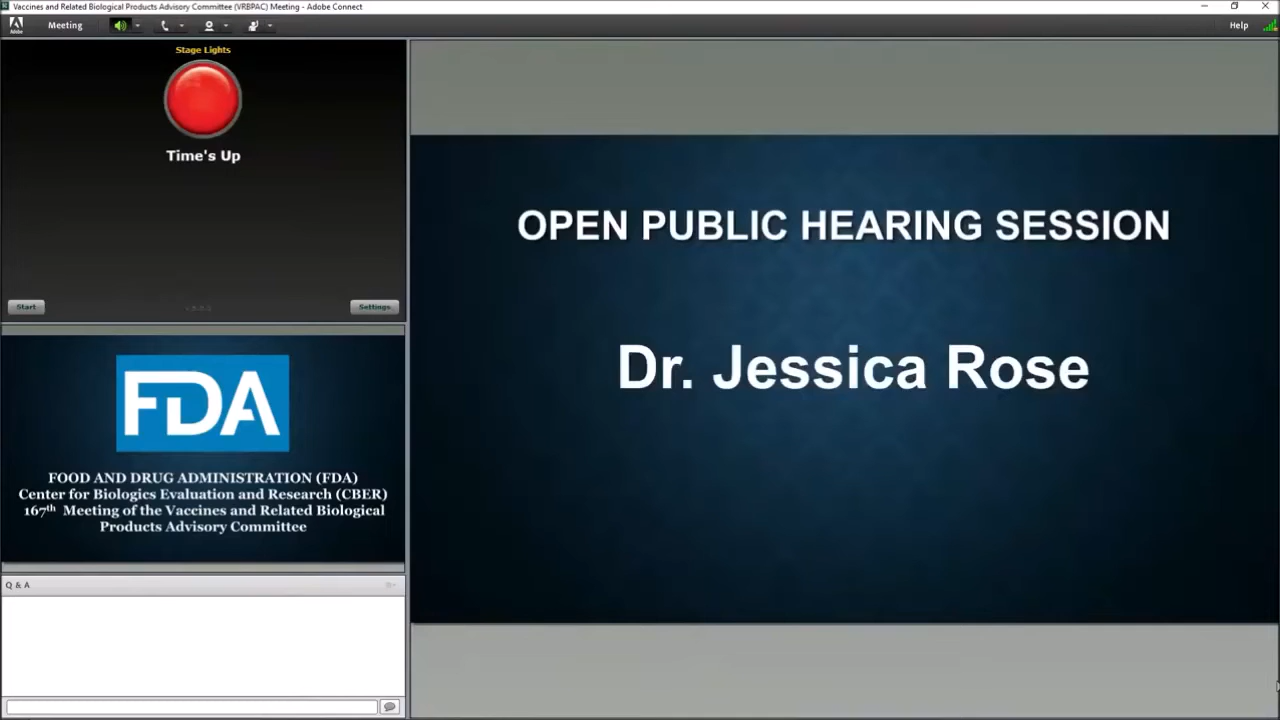 Vaccines and Related Biological Products Advisory Committee (VRBPAC) Meeting - Adobe Connect
Adobe
Meeting
Help
Stage Lights
Time's Up
Start
Settings
OPEN PUBLIC HEARING SESSION
Dr. Jessica Rose
FDA
FOOD AND DRUG ADMINISTRATION (FDA)
Center for Biologics Evaluation and Research (CBER)
167th Meeting of the Vaccines and Related Biological
Products Advisory Committee
Q & A